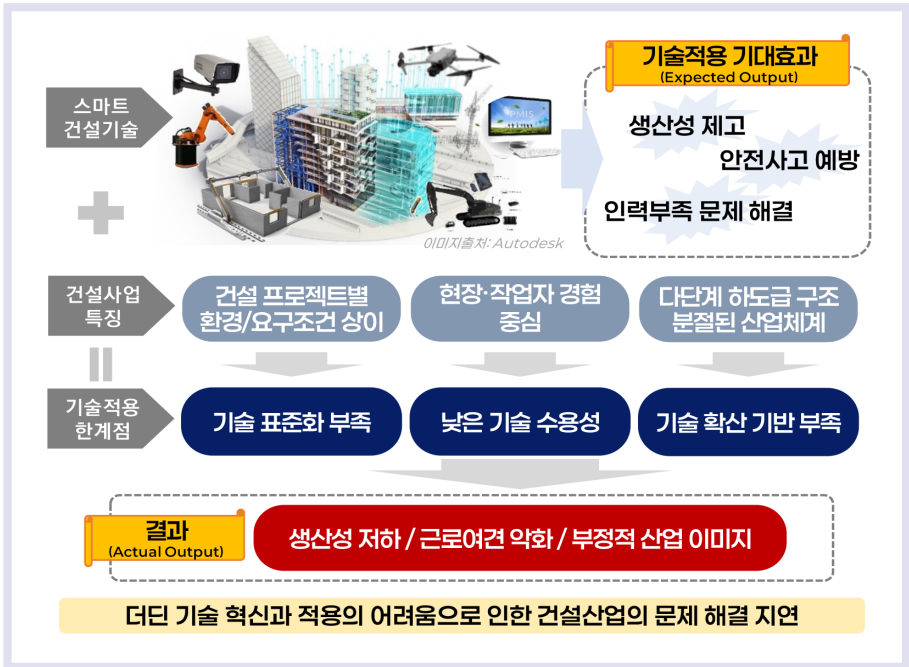 기술적용 기대효과
(Expected Output)
스마트
건설기술
PMIS
생산성 제고
안전사고 예방
인력부족 문제 해결
이미지출처: Autodesk
건설사업
특징
건설 프로젝트별
환경/요구조건 상이
현장·작업자 경험
중심
다단계 하도급 구조
분절된 산업체계
기술적용
한계점
기술 표준화 부족
낮은 기술 수용성
기술 확산 기반 부족
결과
(Actual Output)
생산성 저하 / 근로여견 악화 / 부정적 산업 이미지
더딘 기술 혁신과 적용의 어려움으로 인한 건설산업의 문제 해결 지연